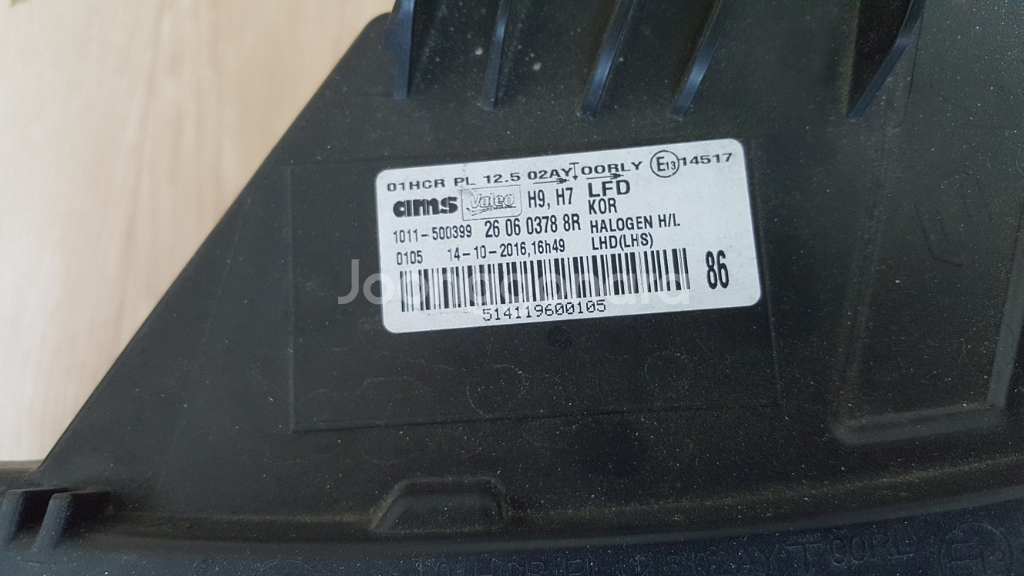 01HCR PL 12.5 02AY 00RLY E13 14517
ams Valeo H9, H7 LFD
KOR
1011-500399 26 06 0378 8R HALOGEN H/L
0105 14-10-2016,16h49 LHD(LHS)
86
514119600105
Joonggonara